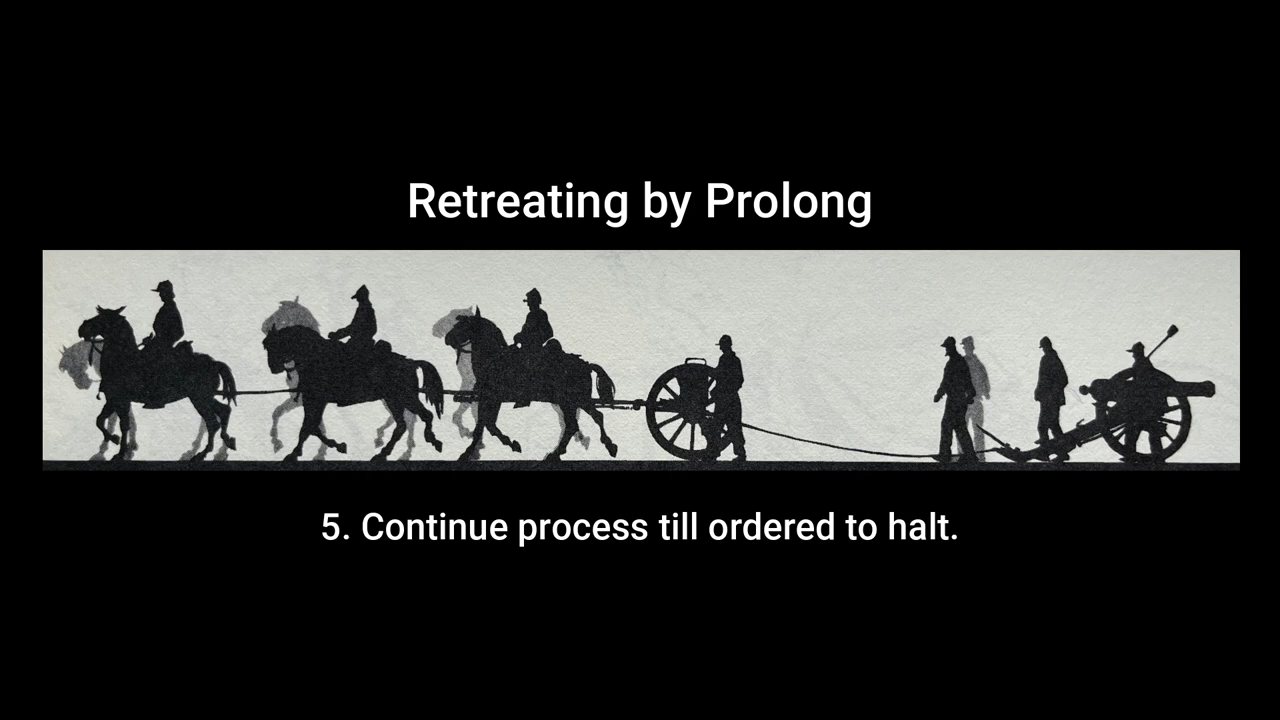 Retreating by Prolong
5. Continue process till ordered to halt.